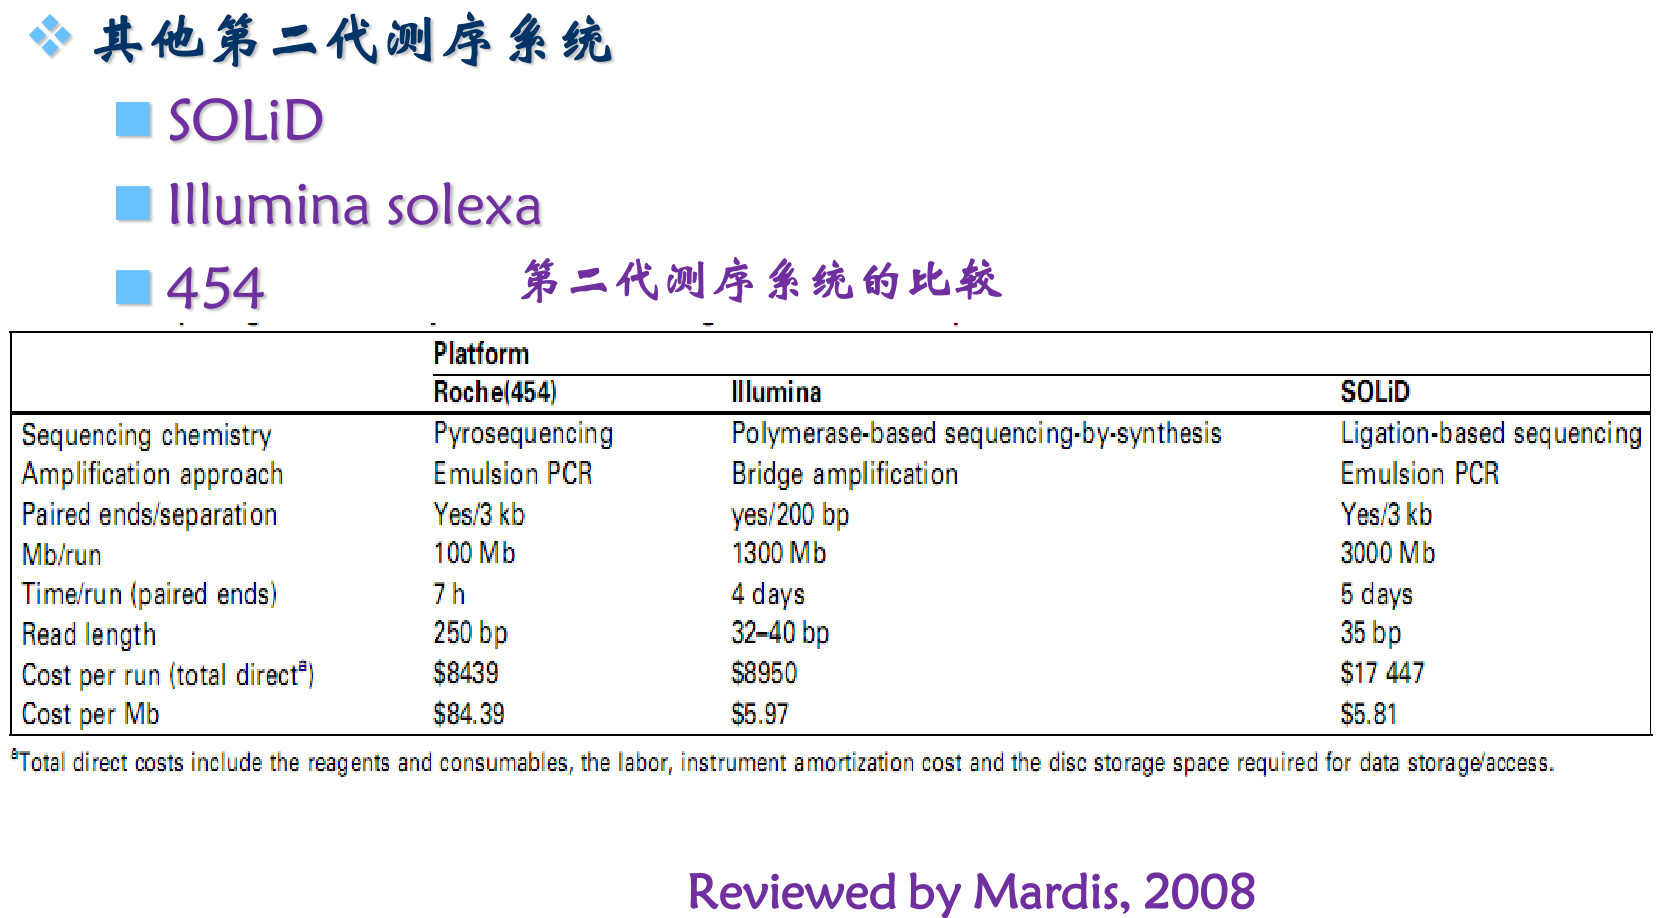 其他第二代测序系统
SOLiD
Illumina solexa
454
第二代测序系统的比较
Platform
Roche(454) Illumina SOLiD
Sequencing chemistry Pyrosequencing Polymerase-based sequencing-by-synthesis Ligation-based sequencing
Amplification approach Emulsion PCR Bridge amplification Emulsion PCR
Paired ends/separation Yes/3 kb yes/200 bp Yes/3 kb
Mb/run 100 Mb 1300 Mb 3000 Mb
Time/run (paired ends) 7 h 4 days 5 days
Read length 250 bp 32–40 bp 35 bp
Cost per run (total directª) $8439 $8950 $17 447
Cost per Mb $84.39 $5.97 $5.81
ªTotal direct costs include the reagents and consumables, the labor, instrument amortization cost and the disc storage space required for data storage/access.
Reviewed by Mardis, 2008